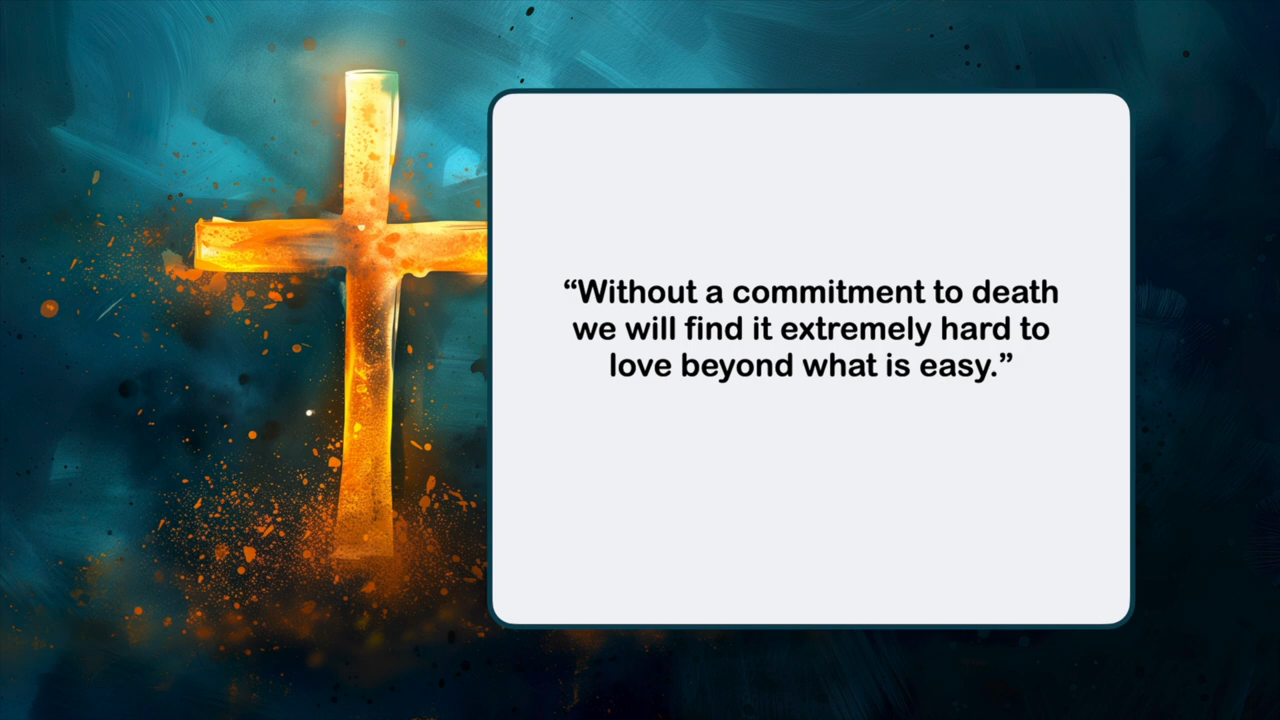 “Without a commitment to death
we will find it extremely hard to
love beyond what is easy.”